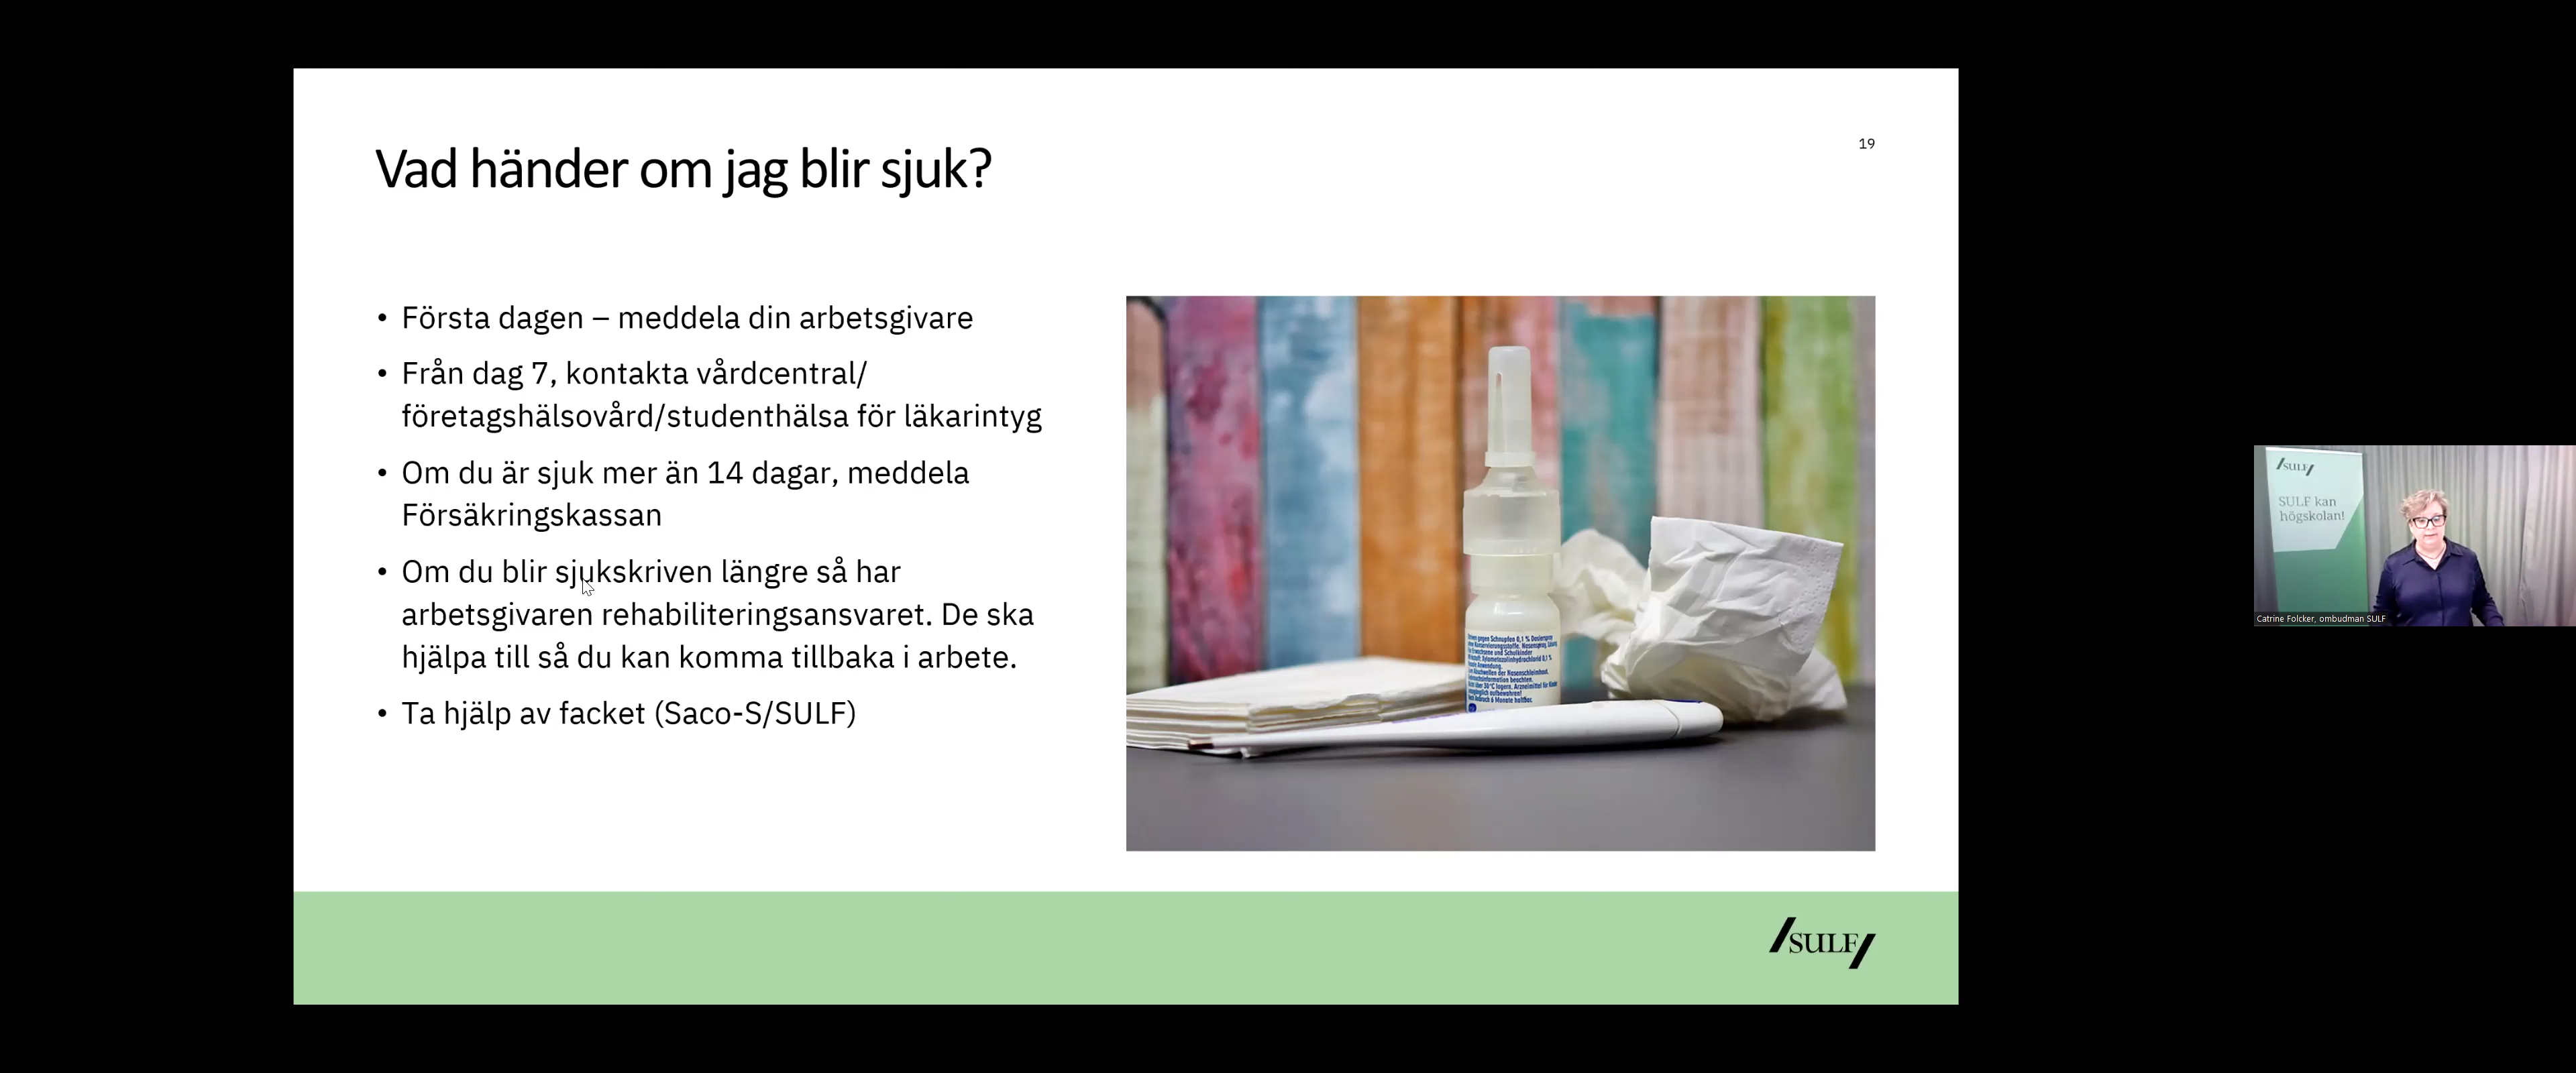 Vad händer om jag blir sjuk?
19
• Första dagen – meddela din arbetsgivare
• Från dag 7, kontakta vårdcentral/
företagshälsovård/studenthälsa för läkarintyg
• Om du är sjuk mer än 14 dagar, meddela
Försäkringskassan
• Om du blir sjukskriven längre så har
arbetsgivaren rehabiliteringsansvaret. De ska
hjälpa till så du kan komma tillbaka i arbete.
• Ta hjälp av facket (Saco-S/SULF)
SULF
SULF
SULF kan
högskolan!
Catrine Folcker, ombudman SULF